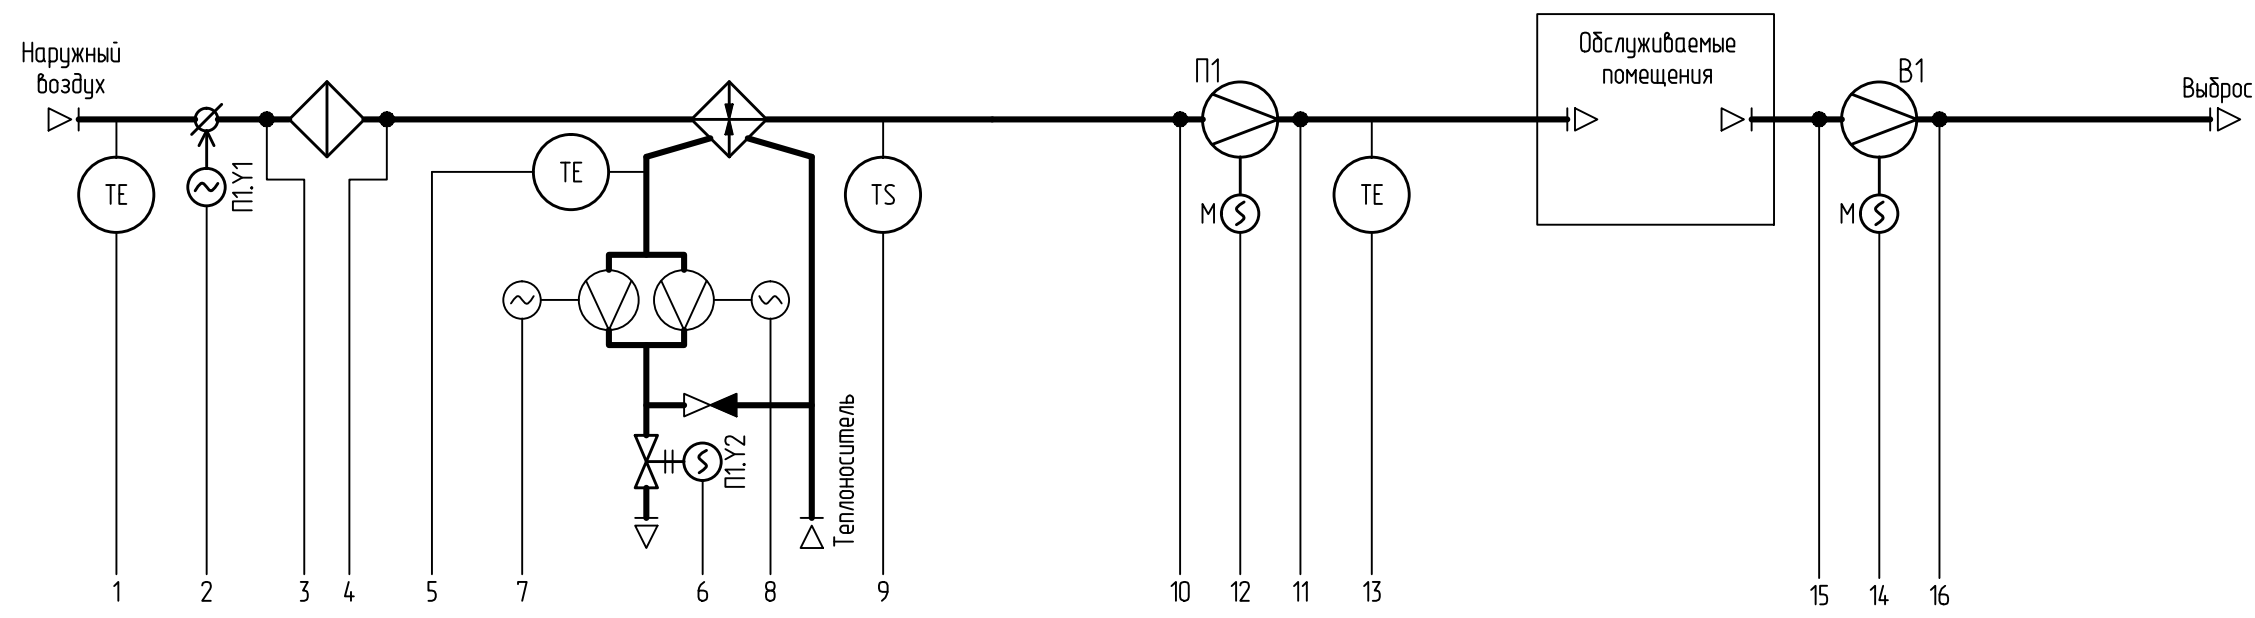 Наружный
воздух
П1
Обслуживаемые
помещения
В1
Выброс
TE
П1.Y1
TE
TS
M
TE
M
П1.Y2
Теплоноситель
1
2
3
4
5
7
6
8
9
10
12
11
13
15
14
16